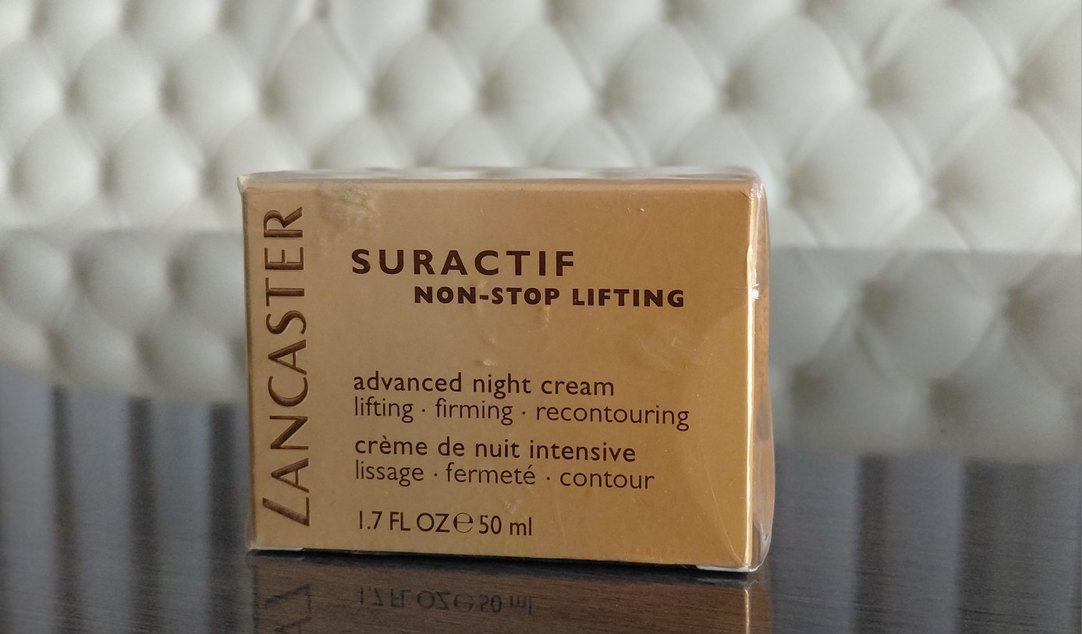 LANCASTER
SURACTIF
NON-STOP LIFTING
advanced night cream
lifting · firming · recontouring
crème de nuit intensive
lissage · fermeté · contour
1.7 FL OZ ℮ 50 ml